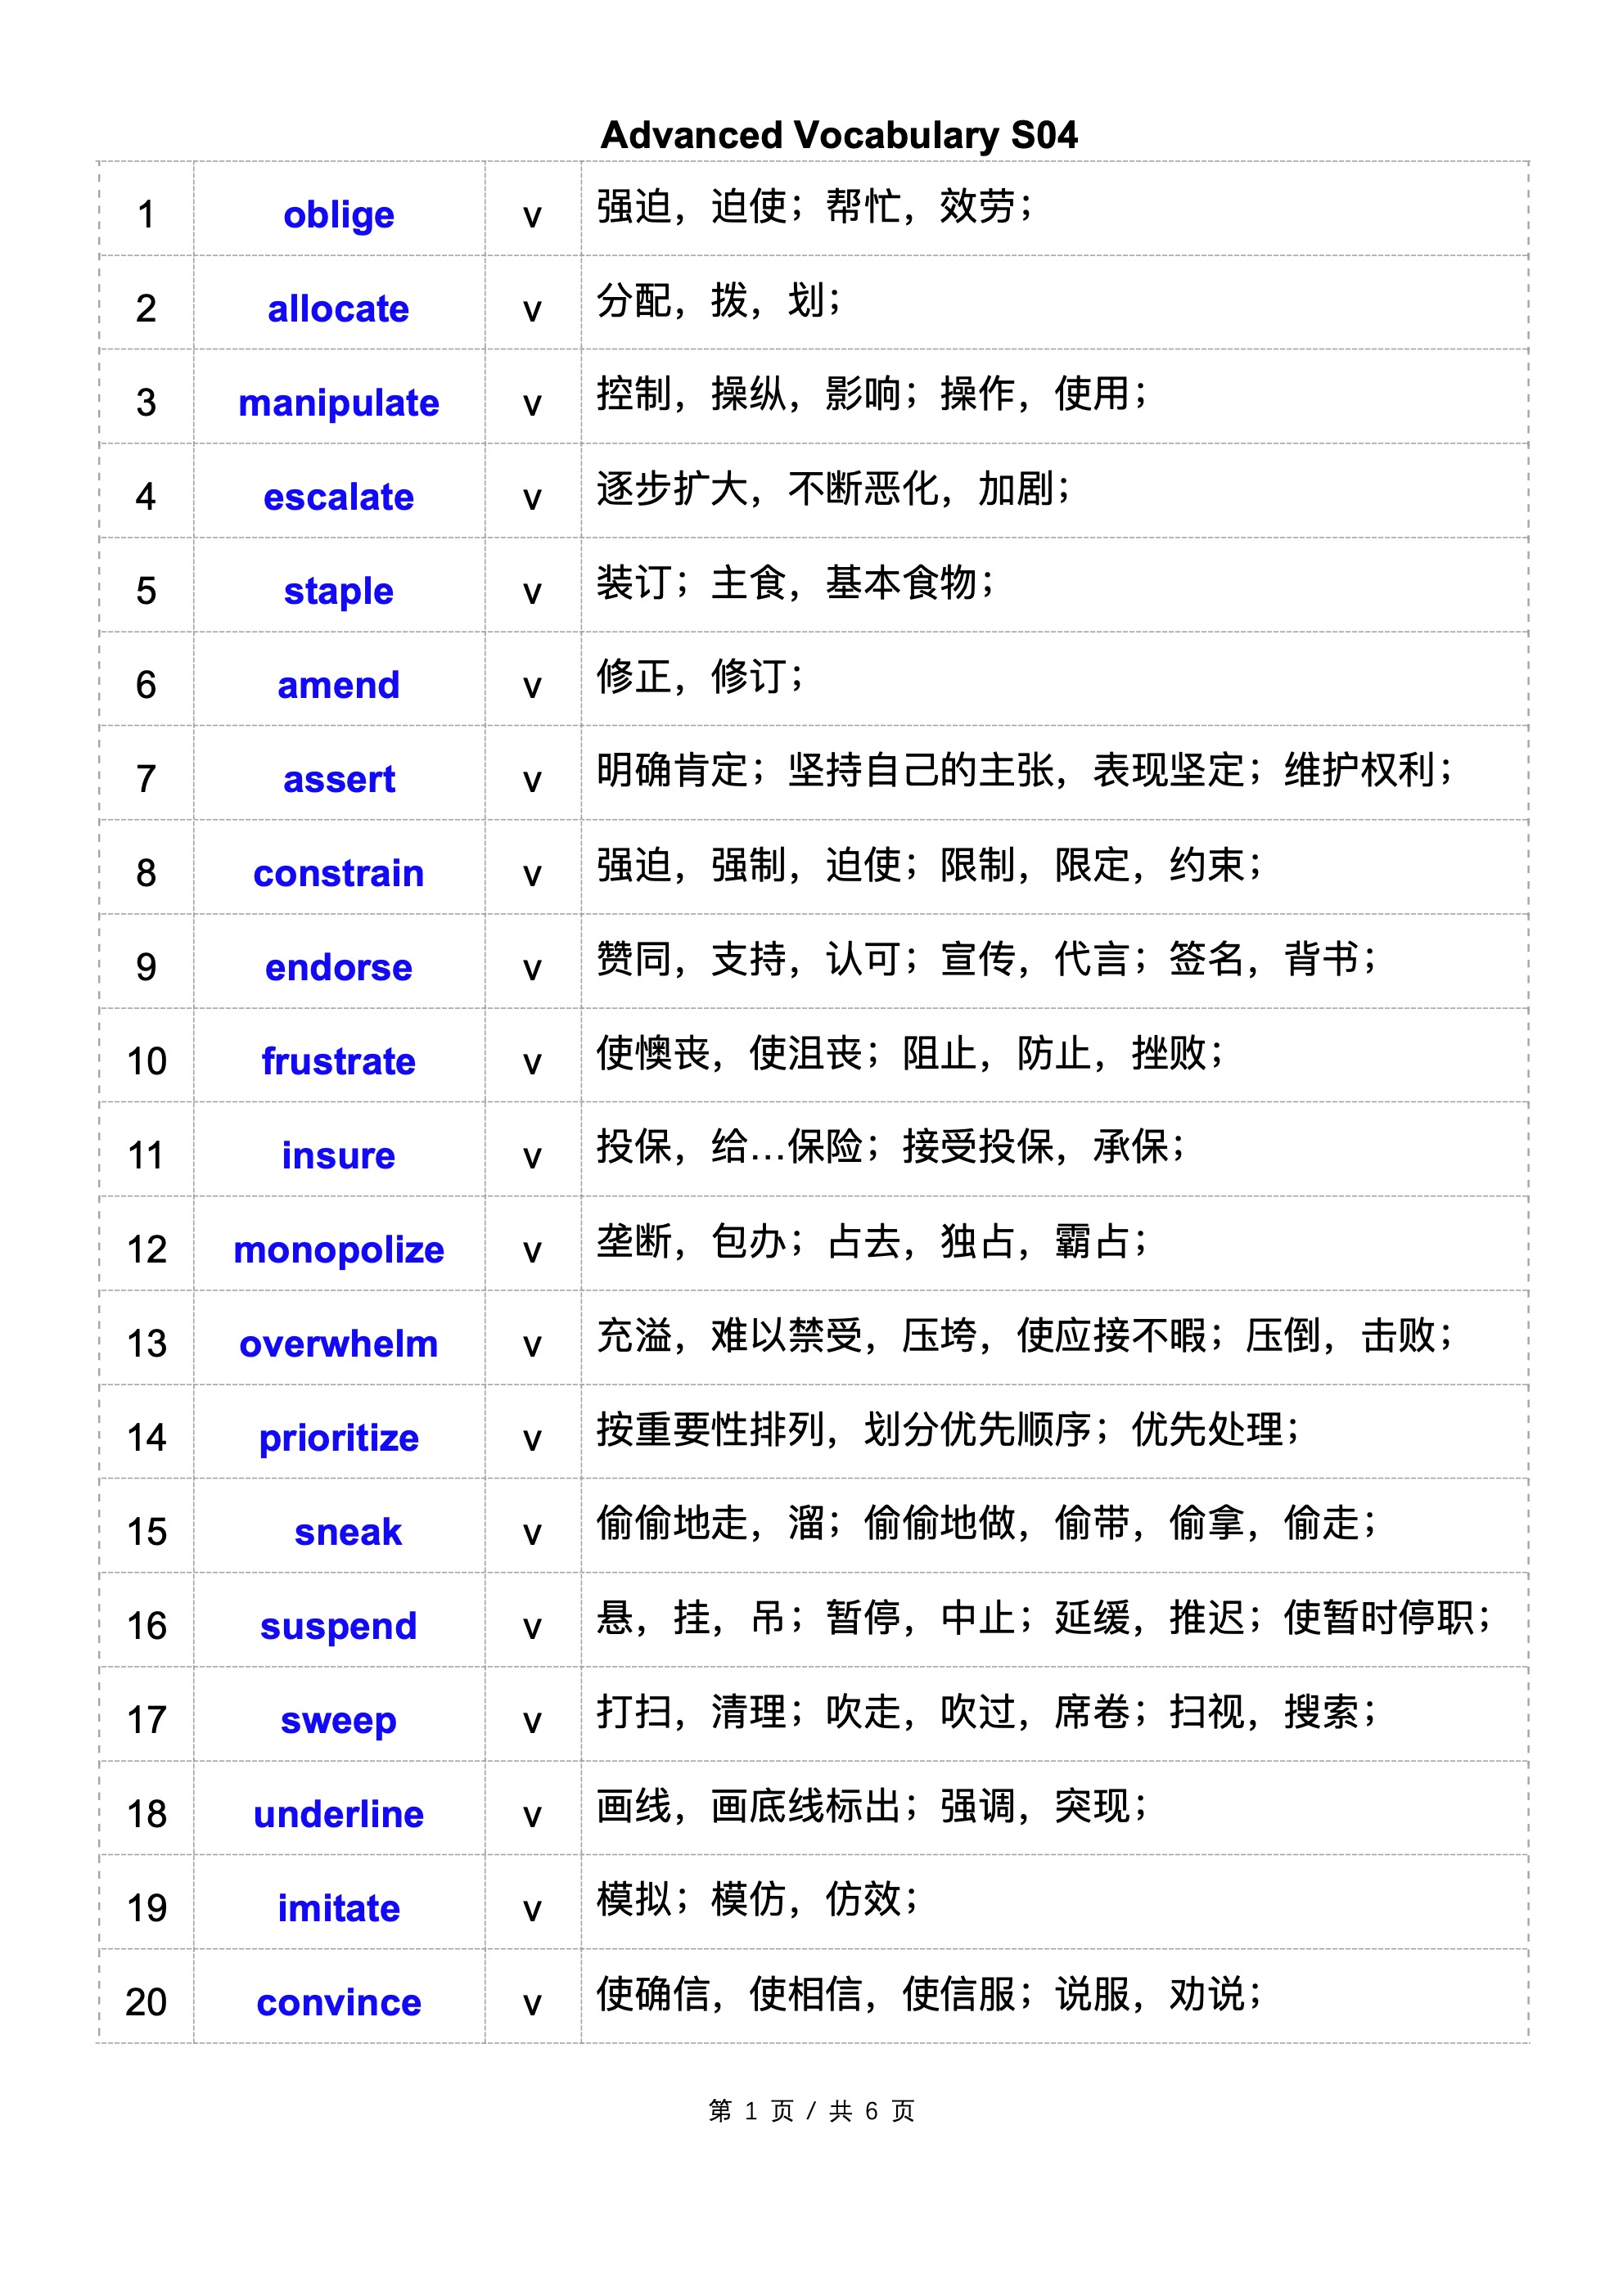 Advanced Vocabulary S04
1 oblige v 强迫，迫使；帮忙，效劳；
2 allocate v 分配，拨，划；
3 manipulate v 控制，操纵，影响；操作，使用；
4 escalate v 逐步扩大，不断恶化，加剧；
5 staple v 装订；主食，基本食物；
6 amend v 修正，修订；
7 assert v 明确肯定；坚持自己的主张，表现坚定；维护权利；
8 constrain v 强迫，强制，迫使；限制，限定，约束；
9 endorse v 赞同，支持，认可；宣传，代言；签名，背书；
10 frustrate v 使懊丧，使沮丧；阻止，防止，挫败；
11 insure v 投保，给…保险；接受投保，承保；
12 monopolize v 垄断，包办；占去，独占，霸占；
13 overwhelm v 充溢，难以禁受，压垮，使应接不暇；压倒，击败；
14 prioritize v 按重要性排列，划分优先顺序；优先处理；
15 sneak v 偷偷地走，溜；偷偷地做，偷带，偷拿，偷走；
16 suspend v 悬，挂，吊；暂停，中止；延缓，推迟；使暂时停职；
17 sweep v 打扫，清理；吹走，吹过，席卷；扫视，搜索；
18 underline v 画线，画底线标出；强调，突现；
19 imitate v 模拟；模仿，仿效；
20 convince v 使确信，使相信，使信服；说服，劝说；
第 1 页 / 共 6 页